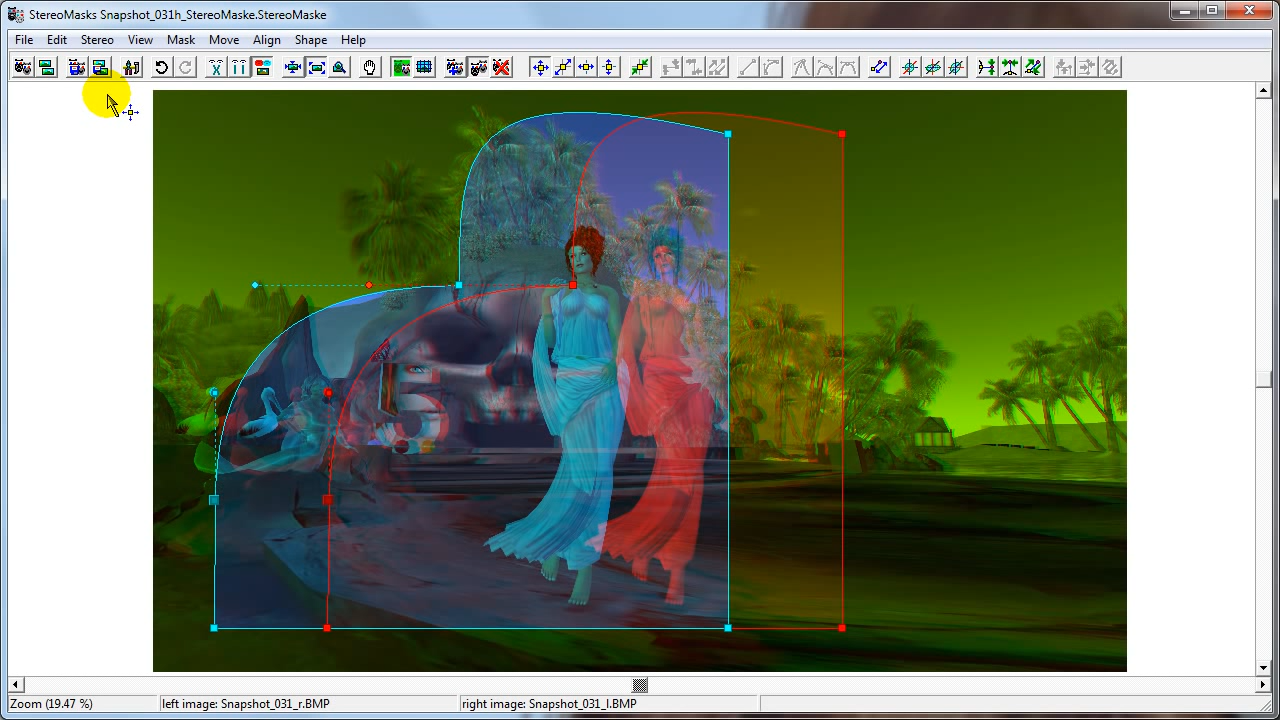 StereoMasks Snapshot_031h_StereoMaske.StereoMaske
File Edit Stereo View Mask Move Align Shape Help
Zoom (19.47 %) left image: Snapshot_031_r.BMP right image: Snapshot_031_l.BMP